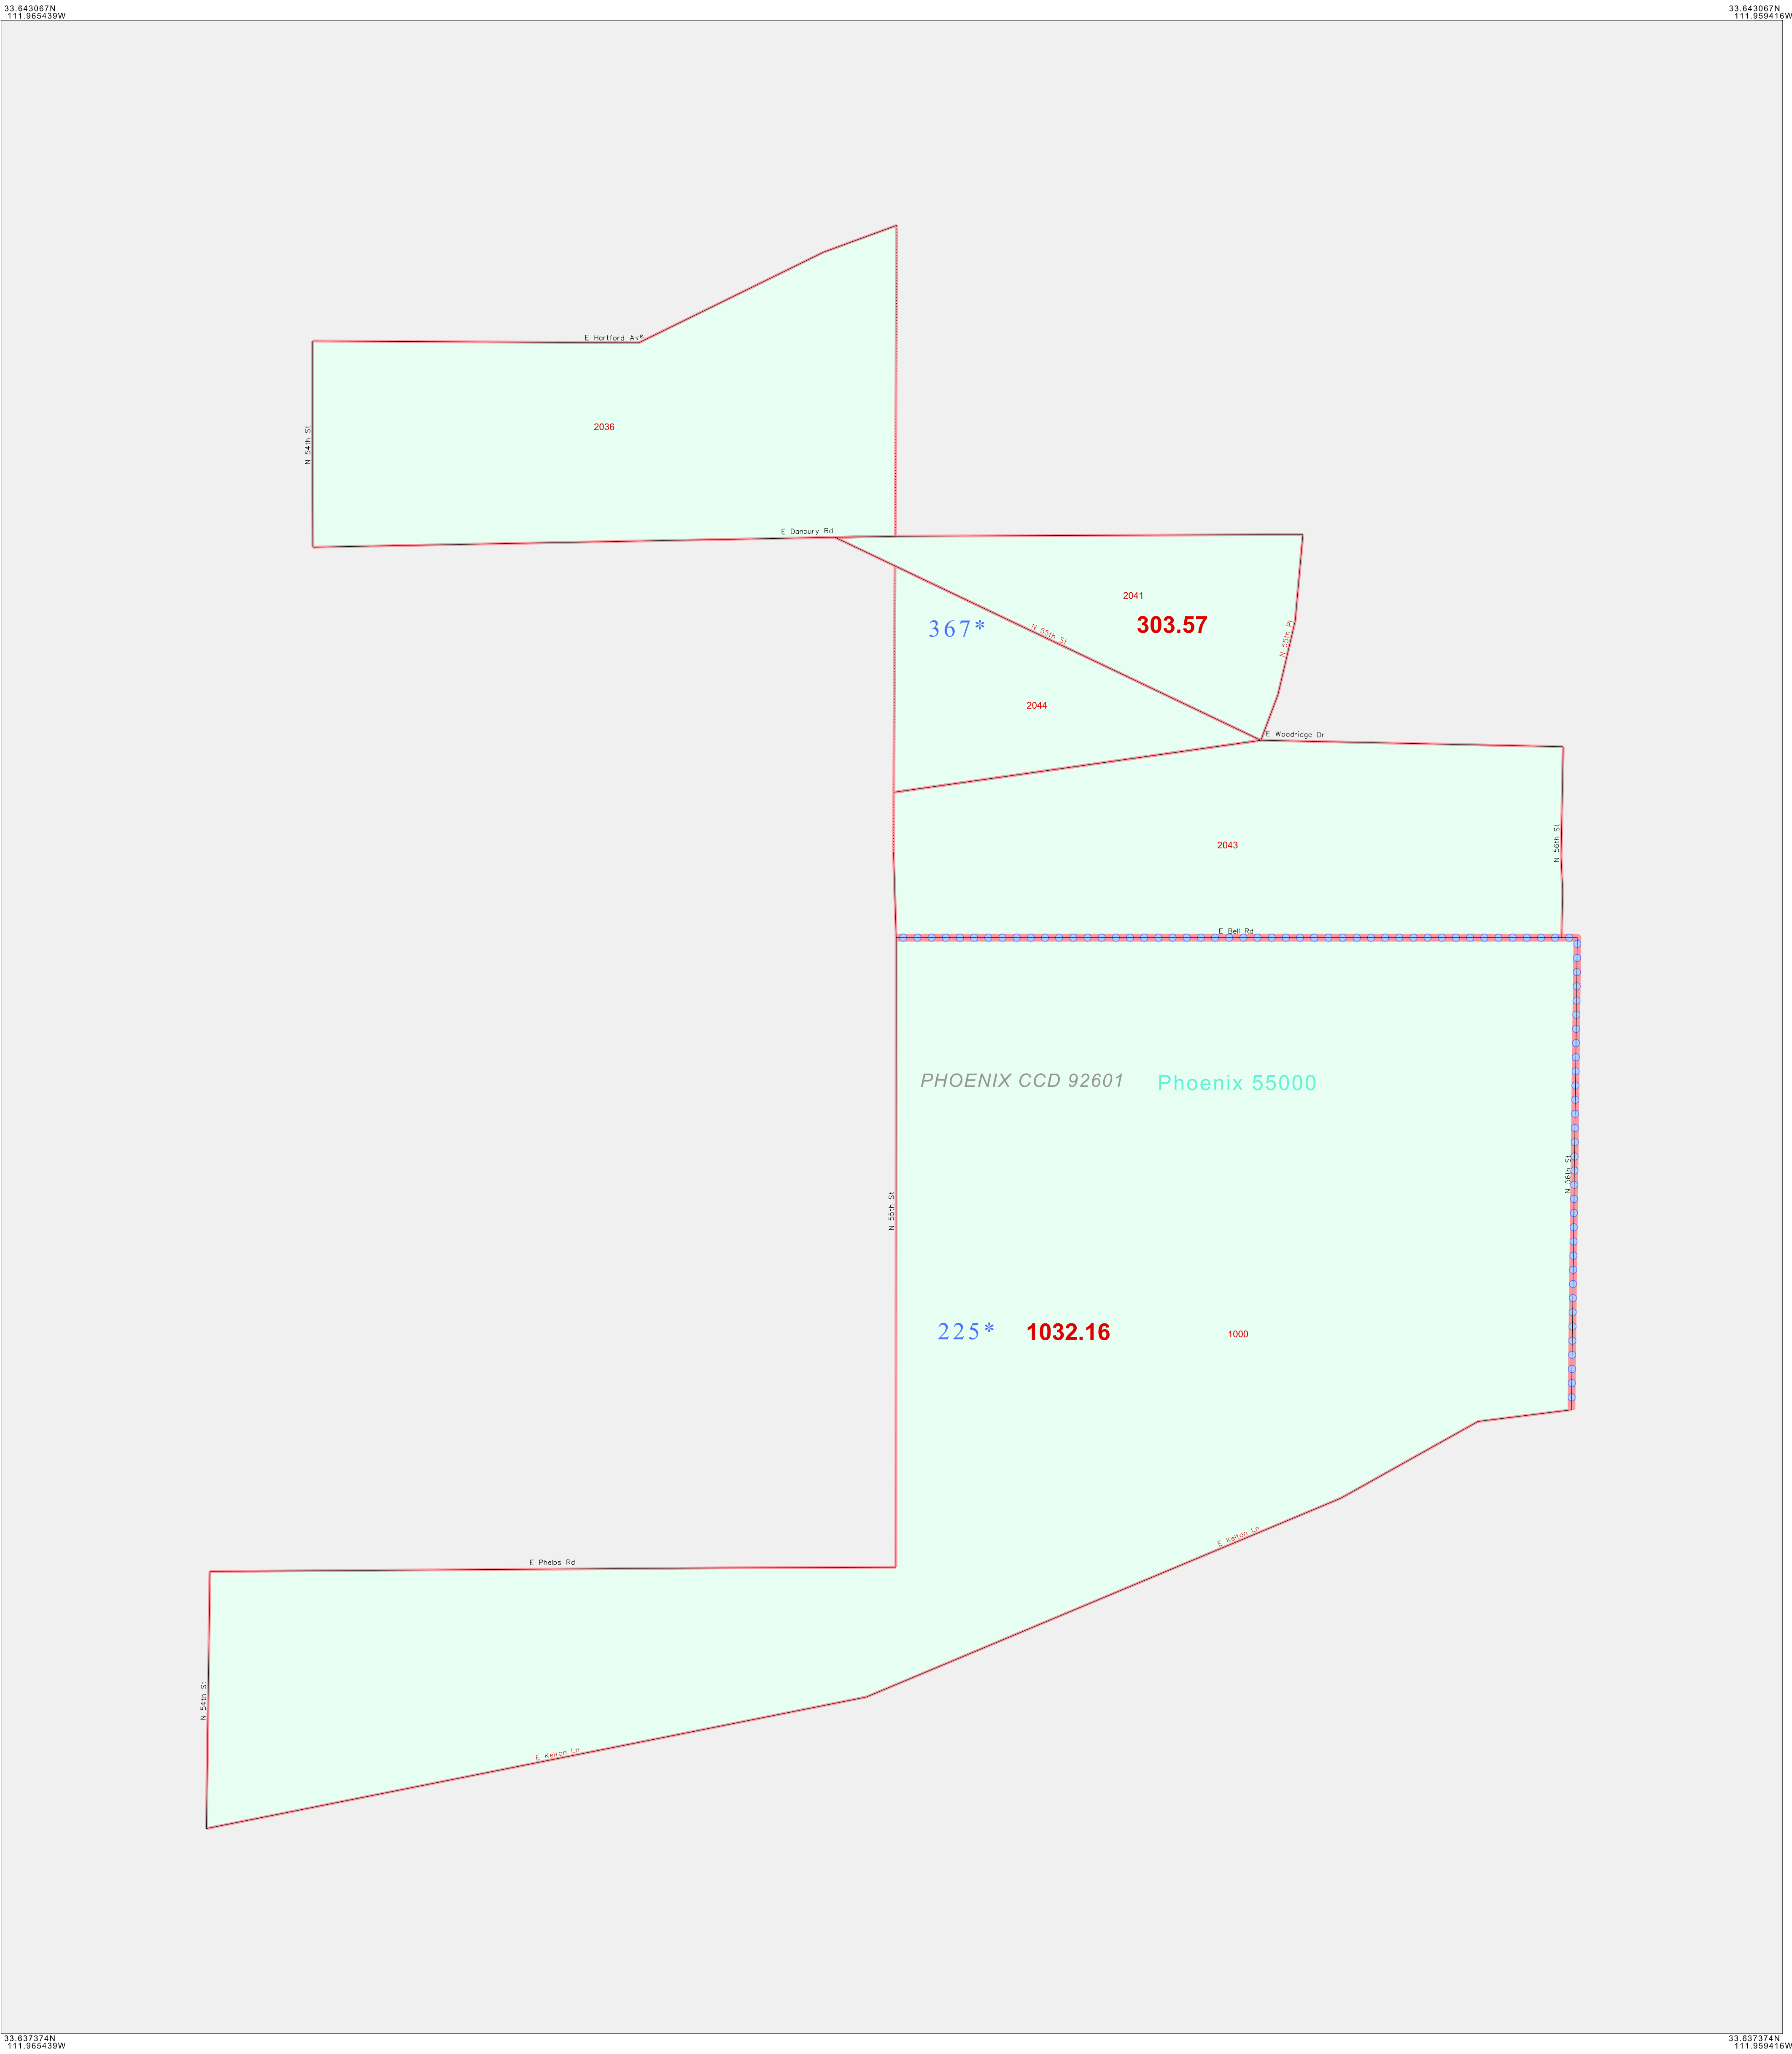 33.643067N
111.965439W
33.643067N
111.959416W
E Hartford Ave
N 54th St
2036
E Danbury Rd
2041
303.57
367*
N 55th St
N 55th Pl
2044
E Woodridge Dr
N 56th St
2043
E Bell Rd
PHOENIX CCD 92601
Phoenix 55000
N 56th St
N 55th St
225*
1032.16
1000
E Kelton Ln
E Phelps Rd
N 54th St
E Kelton Ln
33.637374N
111.965439W
33.637374N
111.959416W